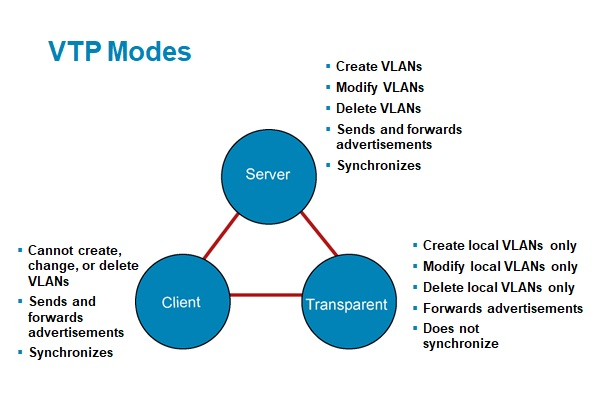 VTP Modes
▪ Create VLANs
▪ Modify VLANs
▪ Delete VLANs
▪ Sends and forwards
advertisements
▪ Synchronizes
Server
▪ Cannot create,
change, or delete
VLANs
▪ Sends and
forwards
advertisements
▪ Synchronizes
Client
Transparent
▪ Create local VLANs only
▪ Modify local VLANs only
▪ Delete local VLANs only
▪ Forwards advertisements
▪ Does not
synchronize